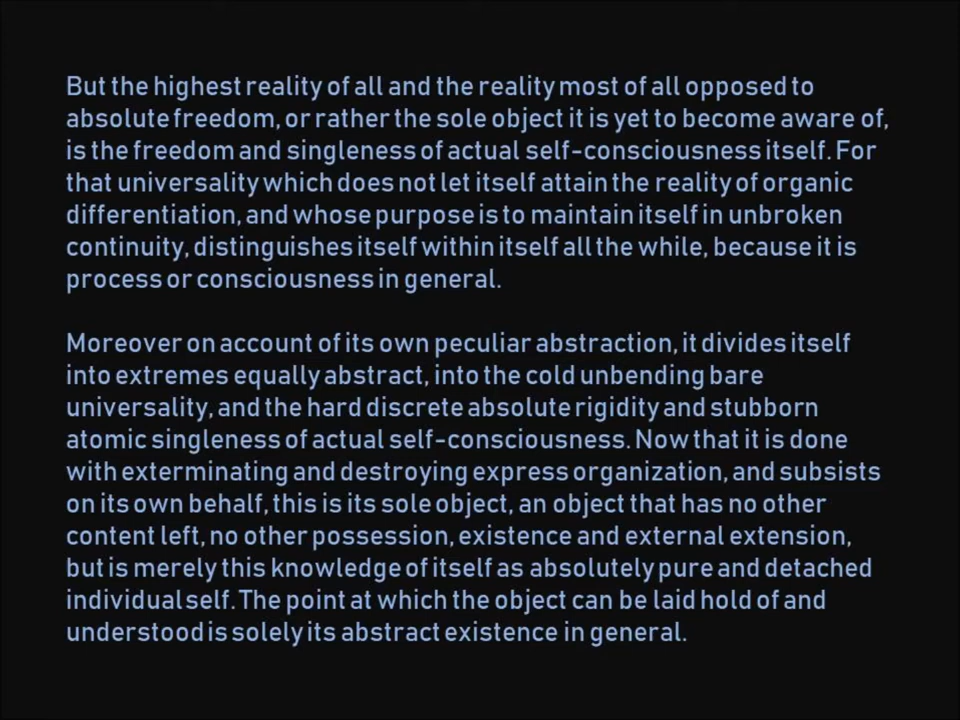 But the highest reality of all and the reality most of all opposed to
absolute freedom, or rather the sole object it is yet to become aware of,
is the freedom and singleness of actual self-consciousness itself. For
that universality which does not let itself attain the reality of organic
differentiation, and whose purpose is to maintain itself in unbroken
continuity, distinguishes itself within itself all the while, because it is
process or consciousness in general.
Moreover on account of its own peculiar abstraction, it divides itself
into extremes equally abstract, into the cold unbending bare
universality, and the hard discrete absolute rigidity and stubborn
atomic singleness of actual self-consciousness. Now that it is done
with exterminating and destroying express organization, and subsists
on its own behalf, this is its sole object, an object that has no other
content left, no other possession, existence and external extension,
but is merely this knowledge of itself as absolutely pure and detached
individual self. The point at which the object can be laid hold of and
understood is solely its abstract existence in general.